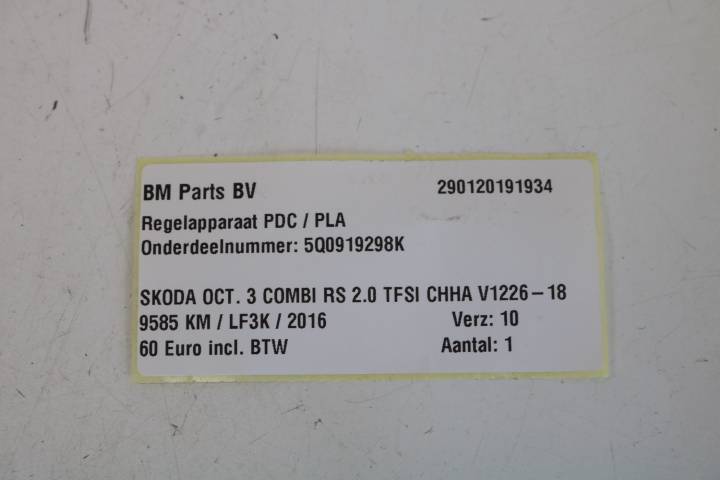 BM Parts BV 290120191934
Regelapparaat PDC / PLA
Onderdeelnummer: 5Q0919298K
SKODA OCT. 3 COMBI RS 2.0 TFSI CHHA V1226-18
9585 KM / LF3K / 2016 Verz: 10
60 Euro incl. BTW Aantal: 1